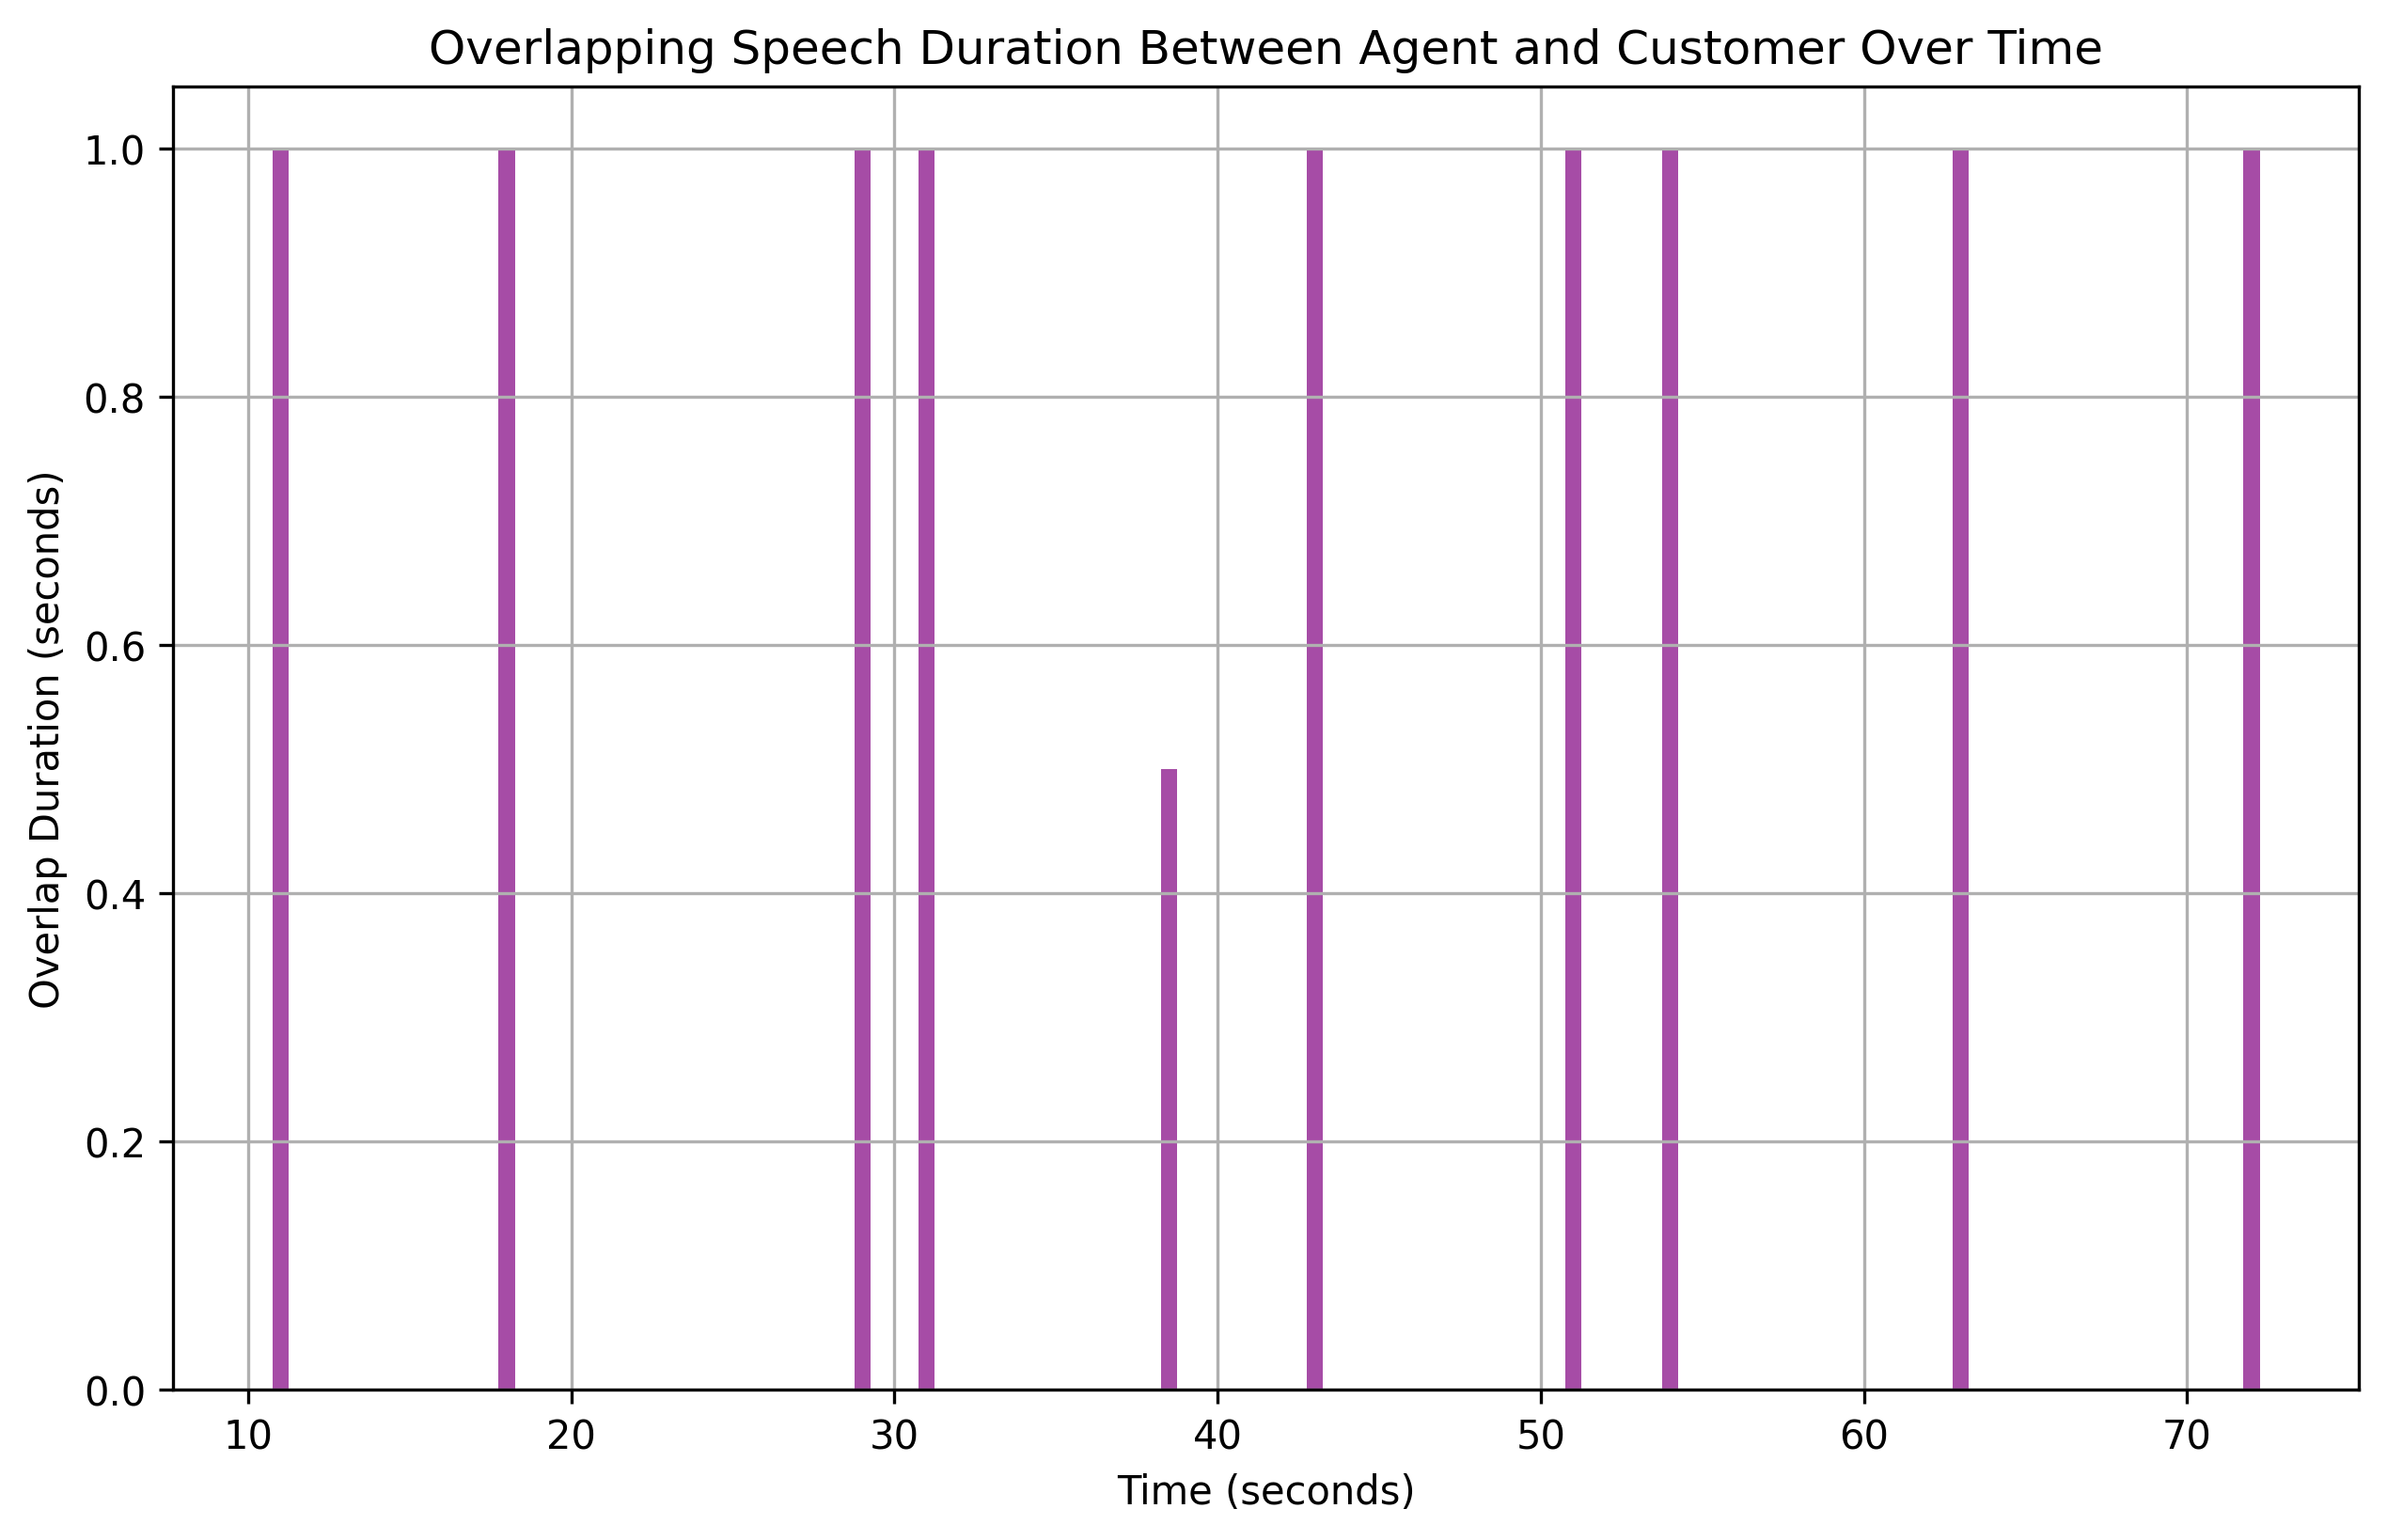 Overlapping Speech Duration Between Agent and Customer Over Time
Overlap Duration (seconds)
1.0
0.8
0.6
0.4
0.2
0.0
10 20 30 40 50 60 70
Time (seconds)